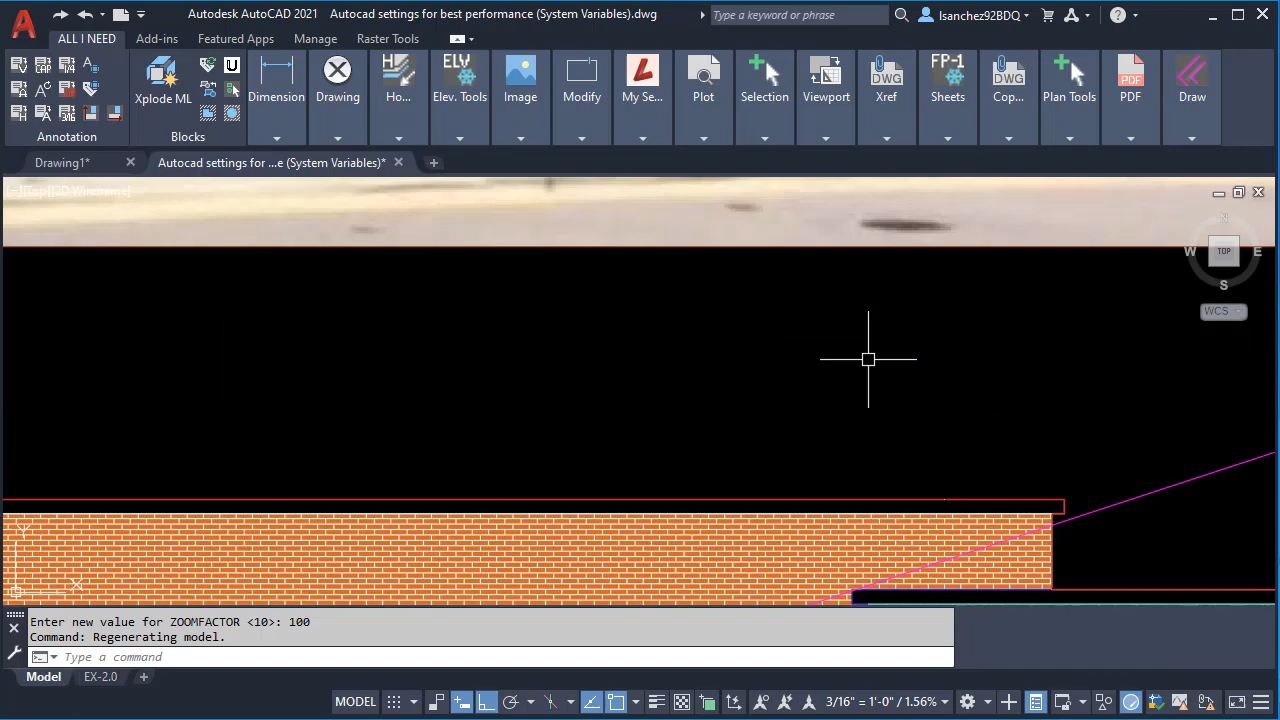 Autodesk AutoCAD 2021 Autocad settings for best performance (System Variables).dwg Type a keyword or phrase lsanchez92BDQ
ALL I NEED Add-ins Featured Apps Manage Raster Tools
Xplode ML Dimension Drawing Ho... Elev. Tools Image Modify My Se... Plot Selection Viewport Xref Sheets Cop... Plan Tools PDF Draw
ELV DWG FP-1 DWG PDF
Annotation Blocks
Drawing1* Autocad settings for ...e (System Variables)*
[−][Top][2D Wireframe]
N
W TOP E
S
WCS
Y
X
Enter new value for ZOOMFACTOR <10>: 100
Command: Regenerating model.
Type a command
Model EX-2.0
MODEL 3/16" = 1'-0" / 1.56%